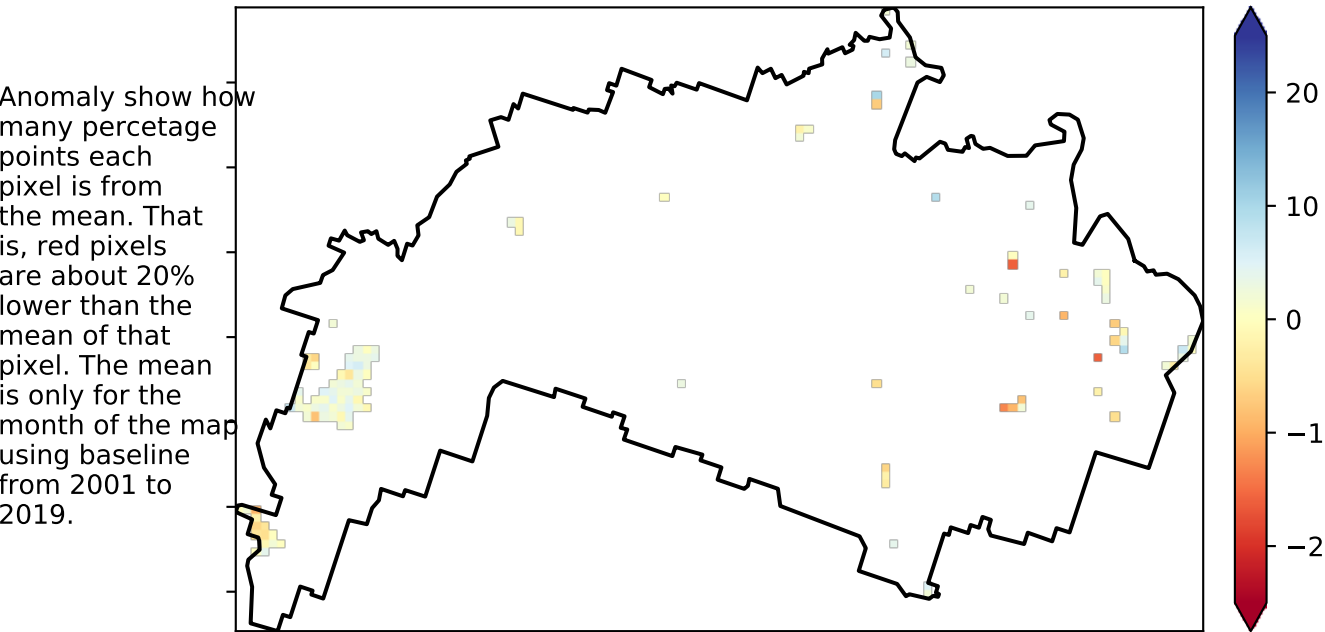 Anomaly show how
many percetage
points each
pixel is from
the mean. That
is, red pixels
are about 20%
lower than the
mean of that
pixel. The mean
is only for the
month of the map
using baseline
from 2001 to
2019.
20
10
0
−1
−2